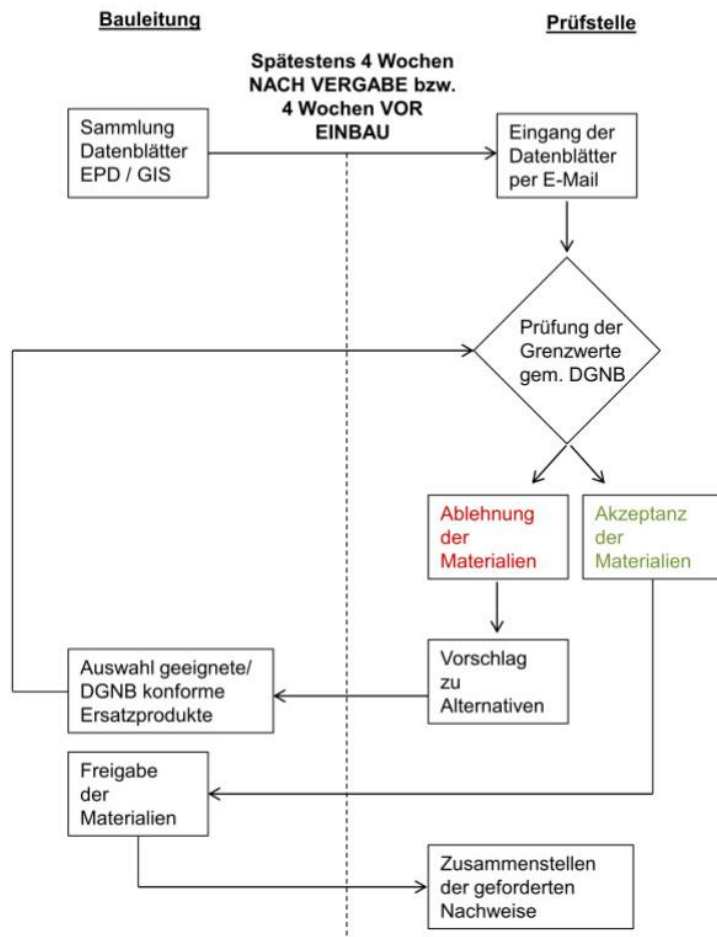 Bauleitung
Prüfstelle
Spätestens 4 Wochen
NACH VERGABE bzw.
4 Wochen VOR
EINBAU
Sammlung
Datenblätter
EPD / GIS
Eingang der
Datenblätter
per E-Mail
Prüfung der
Grenzwerte
gem. DGNB
Ablehnung
der
Materialien
Akzeptanz
der
Materialien
Vorschlag
zu
Alternativen
Auswahl geeignete/
DGNB konforme
Ersatzprodukte
Freigabe
der
Materialien
Zusammenstellen
der geforderten
Nachweise